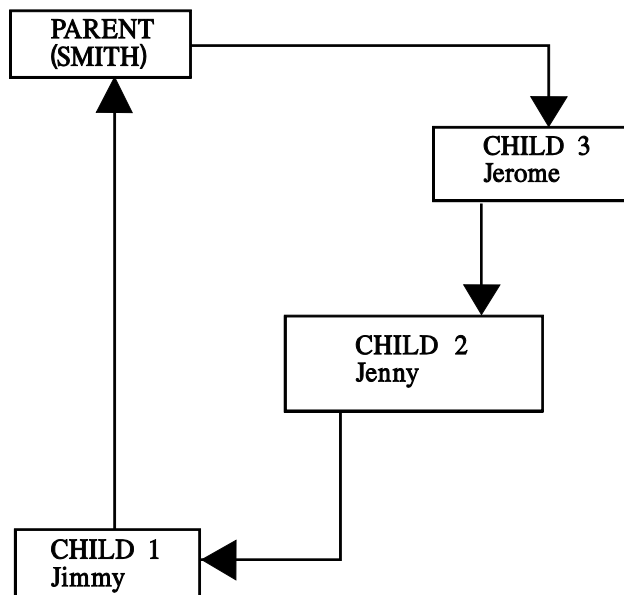 PARENT
(SMITH)
CHILD 3
Jerome
CHILD 2
Jenny
CHILD 1
Jimmy